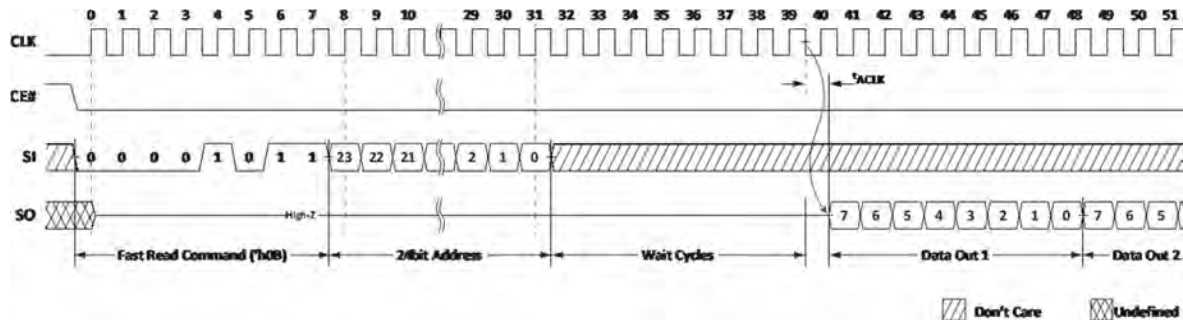 0 1 2 3 4 5 6 7 8 9 10 29 30 31 32 33 34 35 36 37 38 39 40 41 42 43 44 45 46 47 48 49 50 51
CLK
tACLK
CE#
SI 0 0 0 0 1 0 1 1 23 22 21 2 1 0
SO High-Z 7 6 5 4 3 2 1 0 7 6 5
Fast Read Command ('h0B) 24bit Address Wait Cycles Data Out 1 Data Out 2
Don't Care Undefined